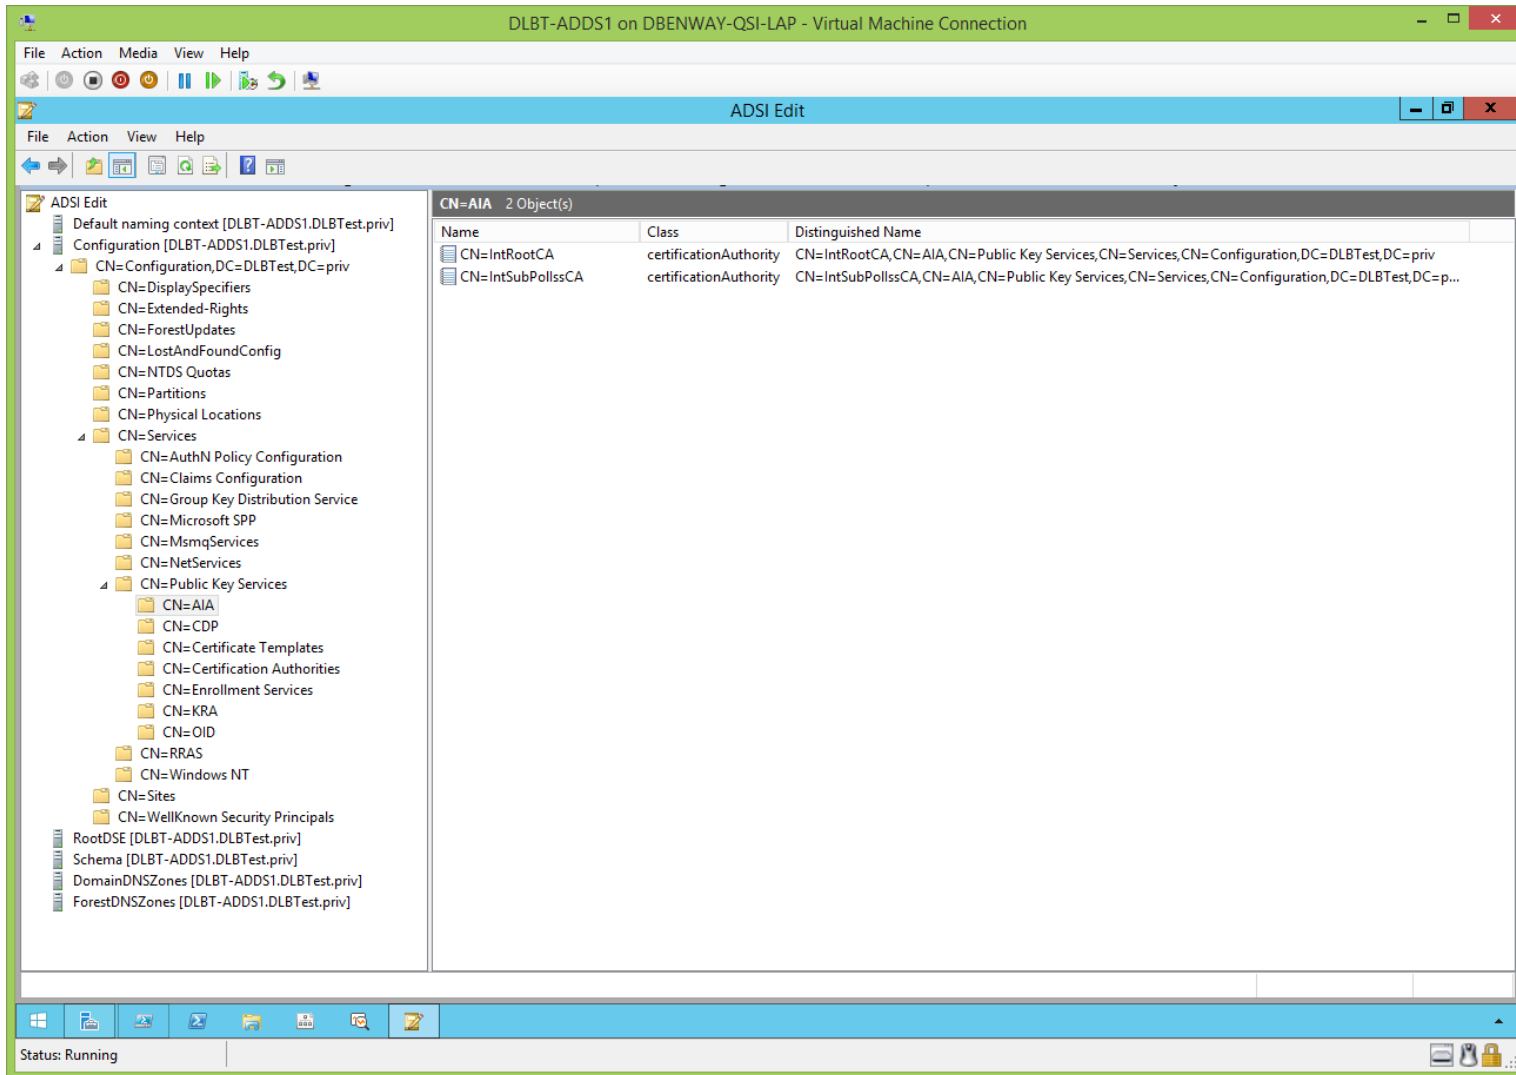 DLBT-ADDS1 on DBENWAY-QSI-LAP - Virtual Machine Connection
File Action Media View Help
ADSI Edit
File Action View Help
ADSI Edit
Default naming context [DLBT-ADDS1.DLBTest.priv]
Configuration [DLBT-ADDS1.DLBTest.priv]
CN=Configuration,DC=DLBTest,DC=priv
CN=DisplaySpecifiers
CN=Extended-Rights
CN=ForestUpdates
CN=LostAndFoundConfig
CN=NTDS Quotas
CN=Partitions
CN=Physical Locations
CN=Services
CN=AuthN Policy Configuration
CN=Claims Configuration
CN=Group Key Distribution Service
CN=Microsoft SPP
CN=MsmqServices
CN=NetServices
CN=Public Key Services
CN=AIA
CN=CDP
CN=Certificate Templates
CN=Certification Authorities
CN=Enrollment Services
CN=KRA
CN=OID
CN=RRAS
CN=Windows NT
CN=Sites
CN=WellKnown Security Principals
RootDSE [DLBT-ADDS1.DLBTest.priv]
Schema [DLBT-ADDS1.DLBTest.priv]
DomainDNSZones [DLBT-ADDS1.DLBTest.priv]
ForestDNSZones [DLBT-ADDS1.DLBTest.priv]
CN=AIA 2 Object(s)
Name Class Distinguished Name
CN=IntRootCA certificationAuthority CN=IntRootCA,CN=AIA,CN=Public Key Services,CN=Services,CN=Configuration,DC=DLBTest,DC=priv
CN=IntSubPolIssCA certificationAuthority CN=IntSubPolIssCA,CN=AIA,CN=Public Key Services,CN=Services,CN=Configuration,DC=DLBTest,DC=p...
Status: Running